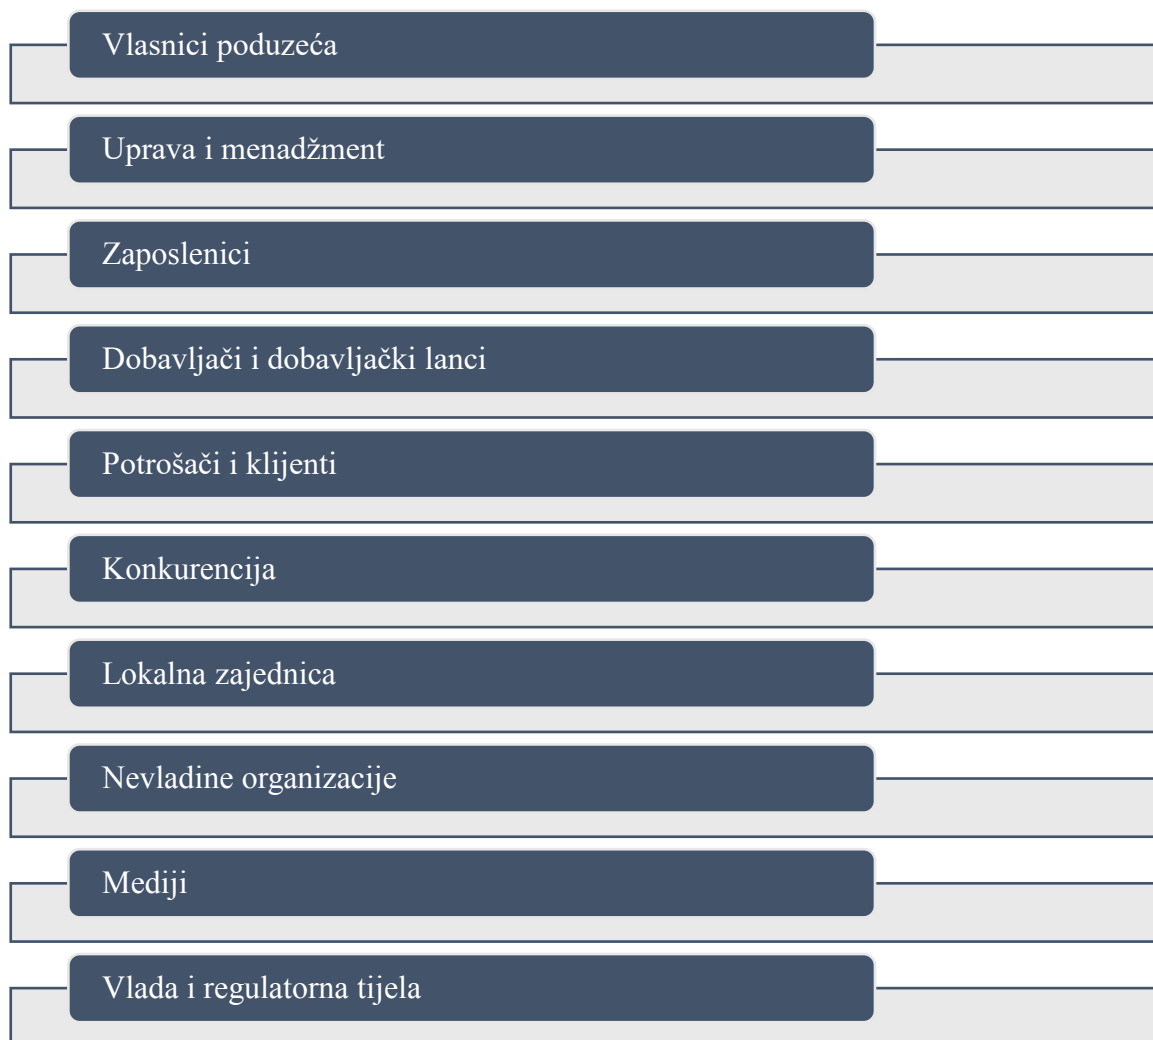 Vlasnici poduzeća
Uprava i menadžment
Zaposlenici
Dobavljači i dobavljački lanci
Potrošači i klijenti
Konkurencija
Lokalna zajednica
Nevladine organizacije
Mediji
Vlada i regulatorna tijela